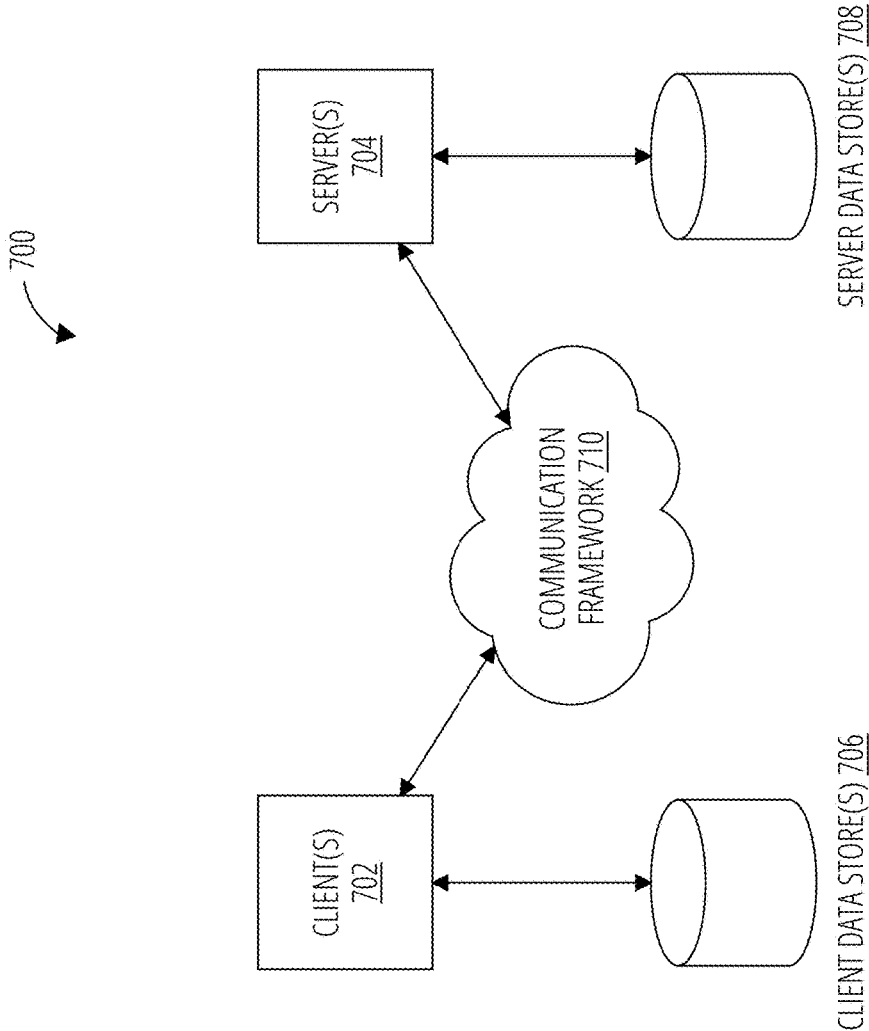 700
CLIENT(S)
702
SERVER(S)
704
COMMUNICATION
FRAMEWORK 710
CLIENT DATA STORE(S) 706
SERVER DATA STORE(S) 708